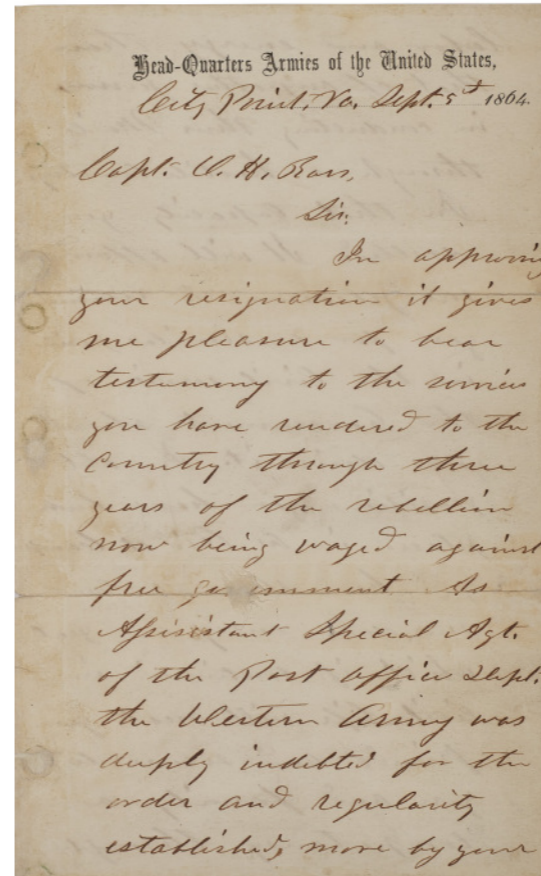 Head-Quarters Armies of the United States,
City Point, Va. Sept. 5th 1864.
Capt. C. H. Ross,
Sir:
In approving
your resignation it gives
me pleasure to bear
testimony to the services
you have rendered to the
Country through three
years of the rebellion
now being waged against
free government As
Assisistant Special Agt.
of the Post office Dept.
the Western Army was
deeply indebted for the
order and regularity
established, more by your